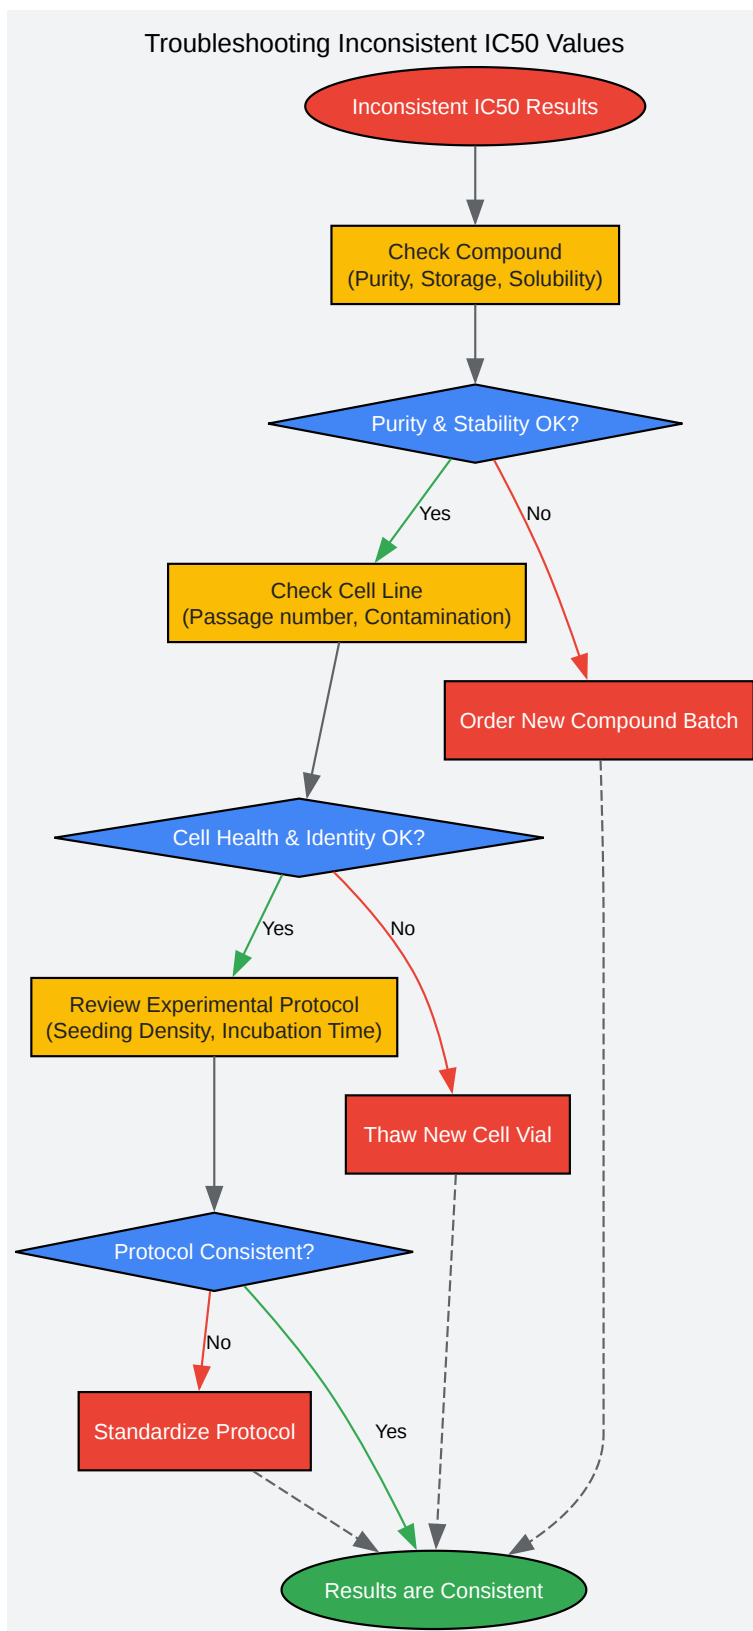 Troubleshooting Inconsistent IC50 Values
Inconsistent IC50 Results
Check Compound
(Purity, Storage, Solubility)
Purity & Stability OK?
Yes
No
Check Cell Line
(Passage number, Contamination)
Order New Compound Batch
Cell Health & Identity OK?
Yes
No
Review Experimental Protocol
(Seeding Density, Incubation Time)
Thaw New Cell Vial
Protocol Consistent?
No
Yes
Standardize Protocol
Results are Consistent